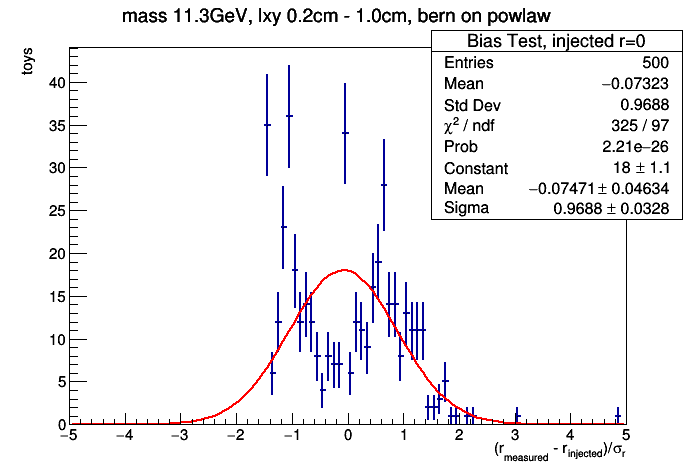 mass 11.3GeV, lxy 0.2cm - 1.0cm, bern on powlaw
toys
Bias Test, injected r=0
Entries 500
Mean −0.07323
Std Dev 0.9688
χ² / ndf 325 / 97
Prob 2.21e−26
Constant 18 ± 1.1
Mean −0.07471 ± 0.04634
Sigma 0.9688 ± 0.0328
40
35
30
25
20
15
10
5
0
−5 −4 −3 −2 −1 0 1 2 3 4 5
(r_measured - r_injected)/σ_r